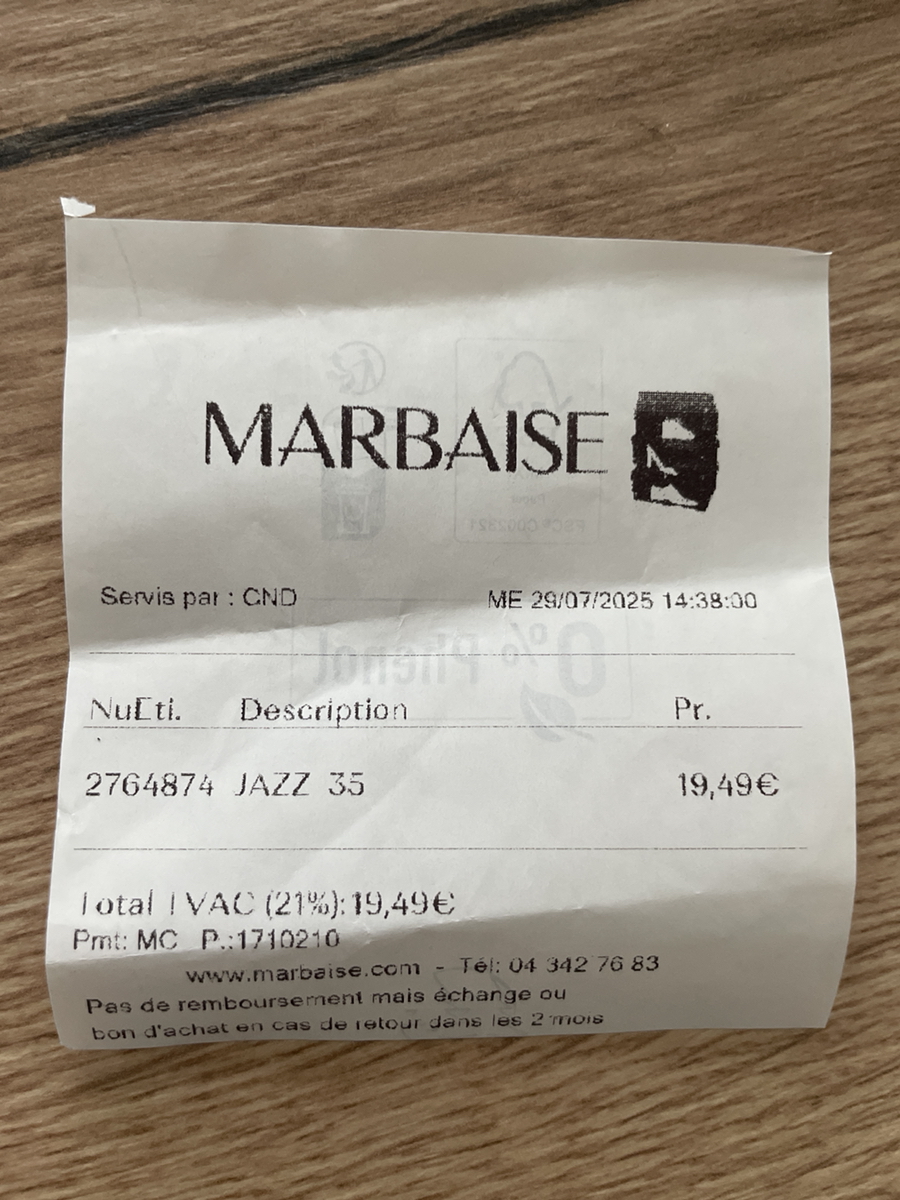 MARBAISE
Servis par : CND ME 29/07/2025 14:38:00
NuEti. Description Pr.
2764874 JAZZ 35 19,49€
Total TVAC (21%):19,49€
Pmt: MC P.:1710210
www.marbaise.com - Tél: 04 342 76 83
Pas de remboursement mais échange ou
bon d'achat en cas de retour dans les 2 mois
0% Phénol